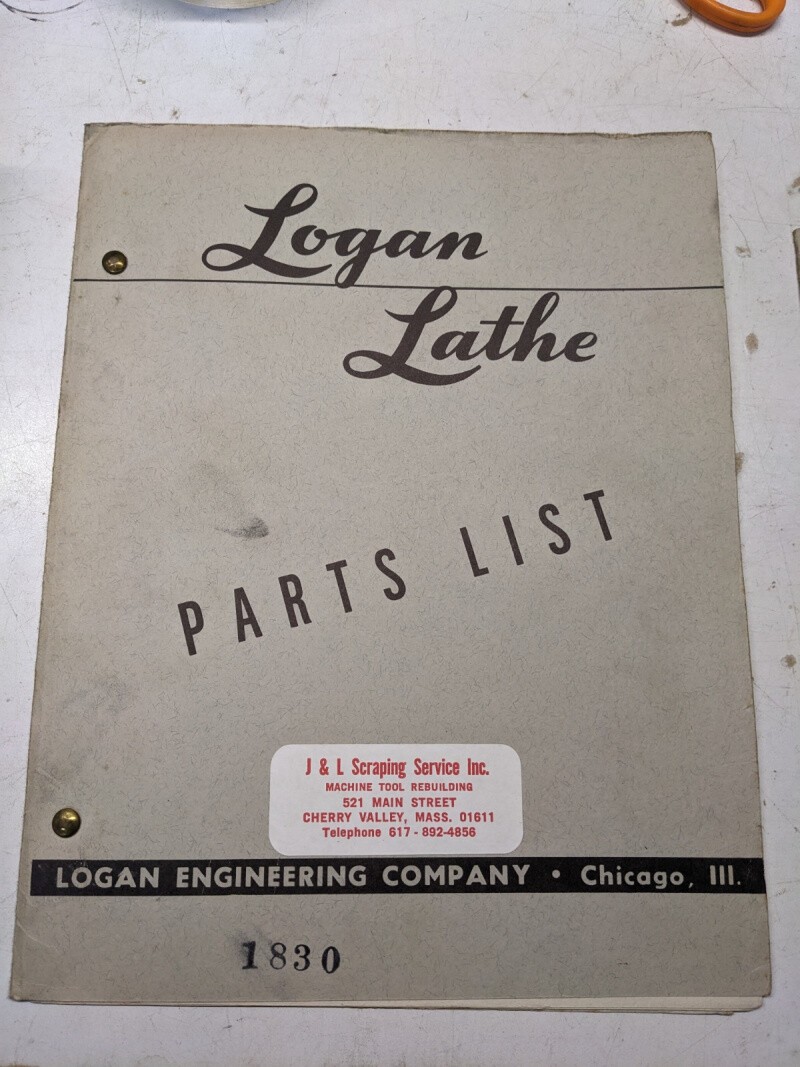 Logan
Lathe
PARTS LIST
J & L Scraping Service Inc.
MACHINE TOOL REBUILDING
521 MAIN STREET
CHERRY VALLEY, MASS. 01611
Telephone 617 - 892-4856
LOGAN ENGINEERING COMPANY • Chicago, Ill.
1830